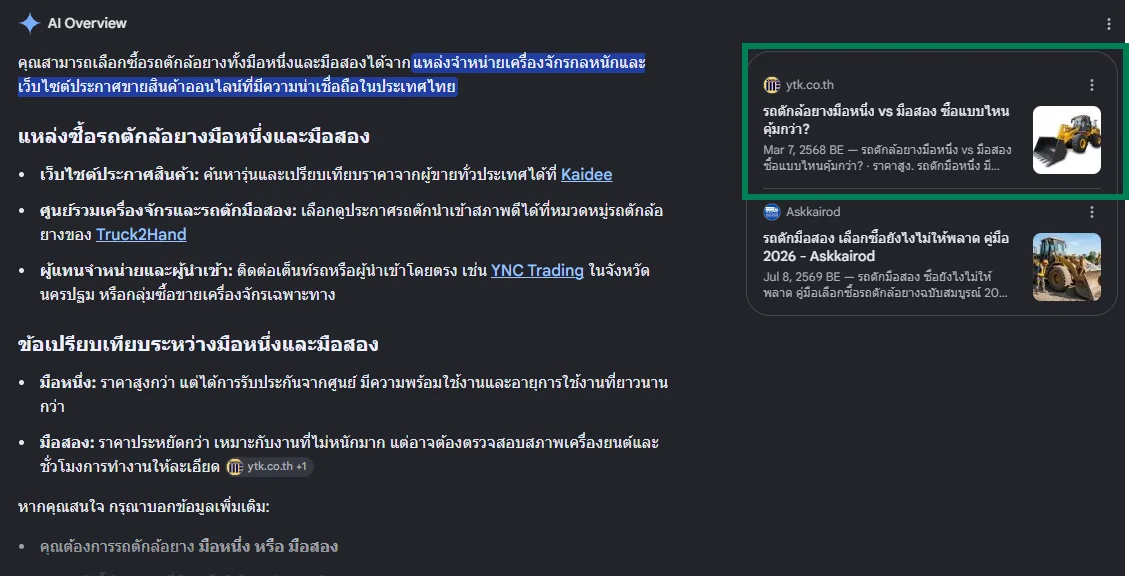 AI Overview
คุณสามารถเลือกซื้อรถตักล้อยางทั้งมือหนึ่งและมือสองได้จาก แหล่งจำหน่ายเครื่องจักรกลหนักและ
เว็บไซต์ประกาศขายสินค้าออนไลน์ที่มีความน่าเชื่อถือในประเทศไทย
แหล่งซื้อรถตักล้อยางมือหนึ่งและมือสอง
• เว็บไซต์ประกาศสินค้า: ค้นหารุ่นและเปรียบเทียบราคาจากผู้ขายทั่วประเทศได้ที่ Kaidee
• ศูนย์รวมเครื่องจักรและรถตักมือสอง: เลือกดูประกาศรถตักนำเข้าสภาพดีได้ที่หมวดหมู่รถตักล้อ
ยางของ Truck2Hand
• ผู้แทนจำหน่ายและผู้นำเข้า: ติดต่อเต็นท์รถหรือผู้นำเข้าโดยตรง เช่น YNC Trading ในจังหวัด
นครปฐม หรือกลุ่มซื้อขายเครื่องจักรเฉพาะทาง
ข้อเปรียบเทียบระหว่างมือหนึ่งและมือสอง
• มือหนึ่ง: ราคาสูงกว่า แต่ได้การรับประกันจากศูนย์ มีความพร้อมใช้งานและอายุการใช้งานที่ยาวนาน
กว่า
• มือสอง: ราคาประหยัดกว่า เหมาะกับงานที่ไม่หนักมาก แต่อาจต้องตรวจสอบสภาพเครื่องยนต์และ
ชั่วโมงการทำงานให้ละเอียด ytk.co.th +1
หากคุณสนใจ กรุณาบอกข้อมูลเพิ่มเติม:
• คุณต้องการรถตักล้อยาง มือหนึ่ง หรือ มือสอง
ytk.co.th
รถตักล้อยางมือหนึ่ง vs มือสอง ซื้อแบบไหน
คุ้มกว่า?
Mar 7, 2568 BE — รถตักล้อยางมือหนึ่ง vs มือสอง
ซื้อแบบไหนคุ้มกว่า? · ราคาสูง. รถตักมือหนึ่ง มี...
Askkairod
รถตักมือสอง เลือกซื้อยังไงไม่ให้พลาด คู่มือ
2026 - Askkairod
Jul 8, 2569 BE — รถตักมือสอง ซื้อยังไงไม่ให้
พลาด คู่มือเลือกซื้อรถตักล้อยางฉบับสมบูรณ์ 20...